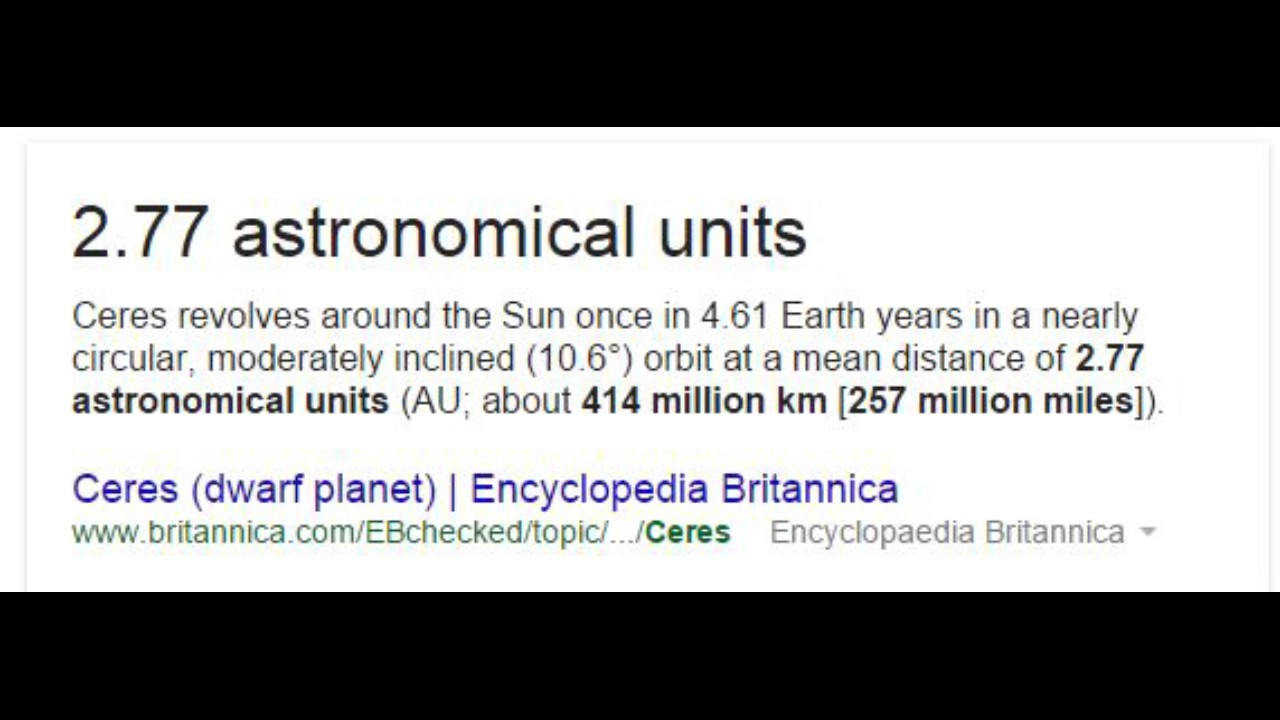 2.77 astronomical units
Ceres revolves around the Sun once in 4.61 Earth years in a nearly
circular, moderately inclined (10.6°) orbit at a mean distance of 2.77
astronomical units (AU; about 414 million km [257 million miles]).
Ceres (dwarf planet) | Encyclopedia Britannica
www.britannica.com/EBchecked/topic/.../Ceres Encyclopaedia Britannica